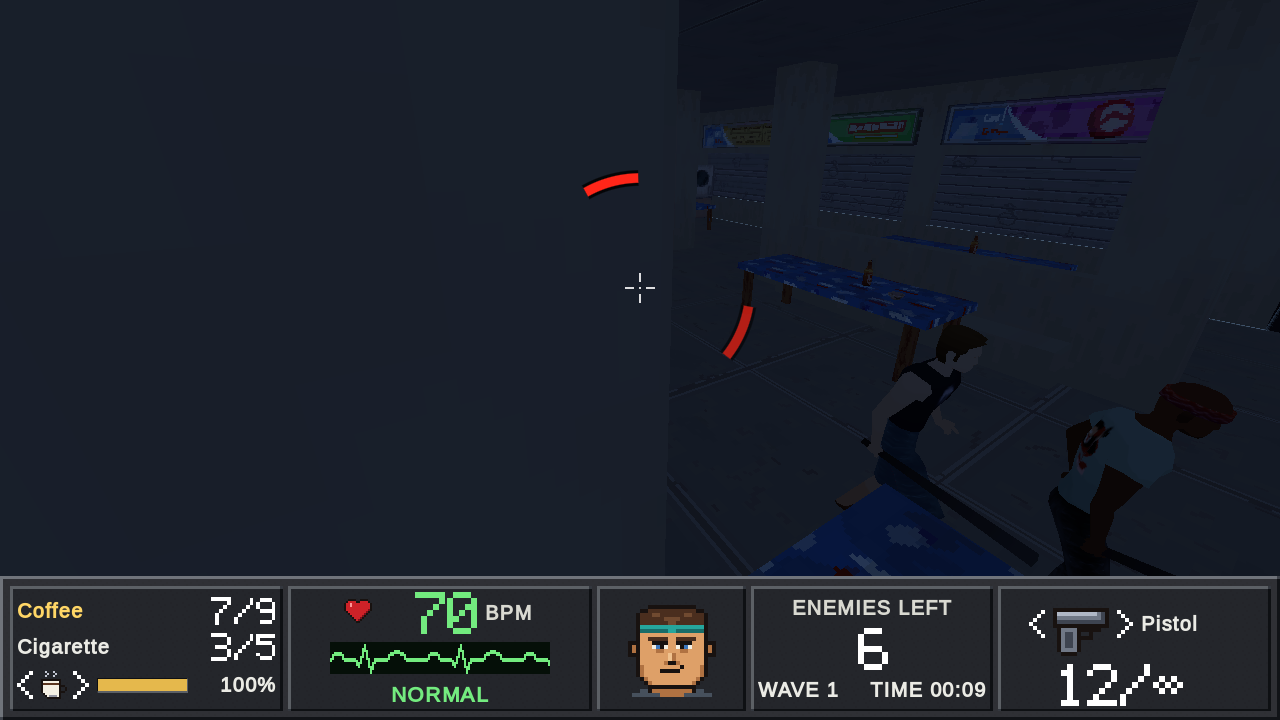 Coffee 7/9
Cigarette 3/5
100%
70 BPM
NORMAL
ENEMIES LEFT
6
WAVE 1 TIME 00:09
Pistol
12/∞